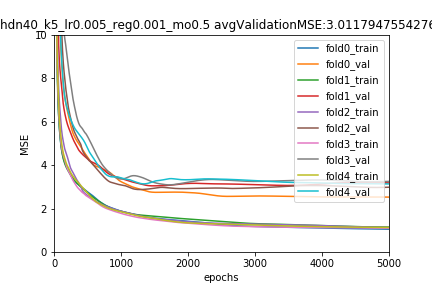 hdn40_k5_lr0.005_reg0.001_mo0.5 avgValidationMSE:3.0117947554276
10
8
6
4
2
0
MSE
0 1000 2000 3000 4000 5000
epochs
fold0_train
fold0_val
fold1_train
fold1_val
fold2_train
fold2_val
fold3_train
fold3_val
fold4_train
fold4_val